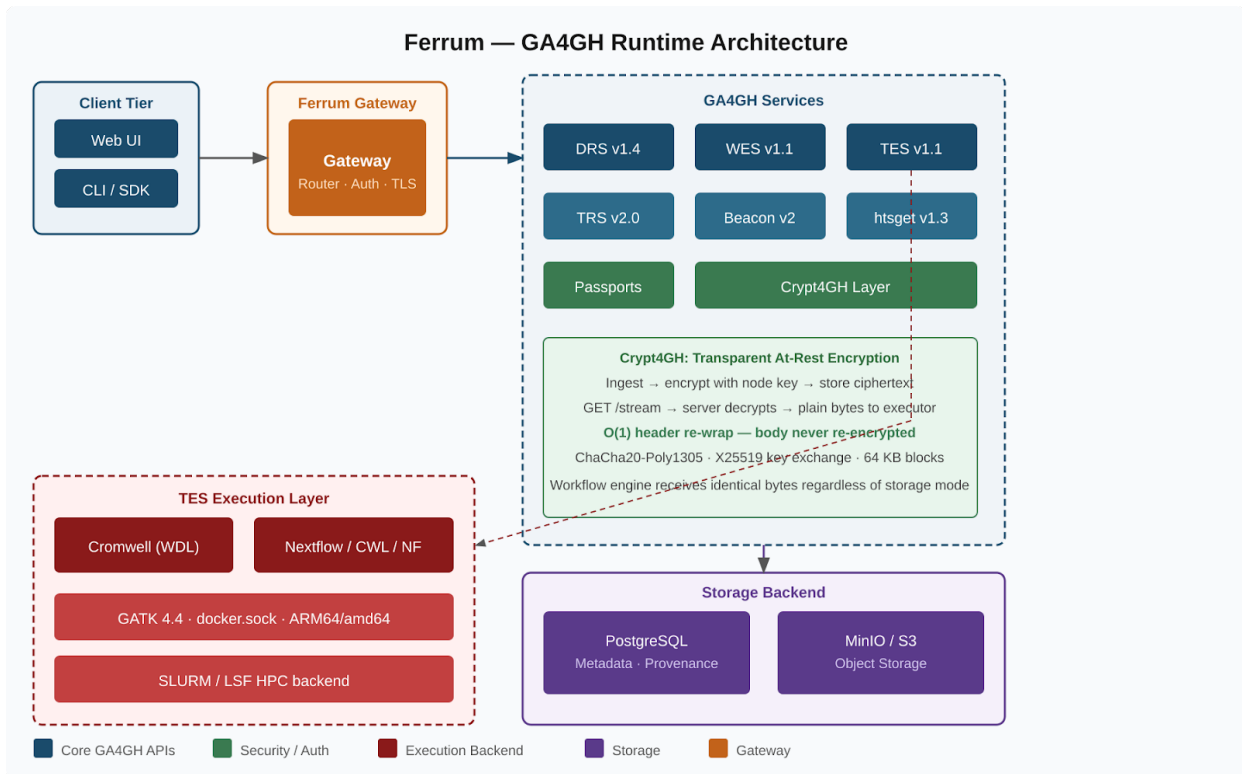 Ferrum — GA4GH Runtime Architecture
Client Tier
Web UI
CLI / SDK
Ferrum Gateway
Gateway
Router · Auth · TLS
GA4GH Services
DRS v1.4
WES v1.1
TES v1.1
TRS v2.0
Beacon v2
htsget v1.3
Passports
Crypt4GH Layer
Crypt4GH: Transparent At-Rest Encryption
Ingest → encrypt with node key → store ciphertext
GET /stream → server decrypts → plain bytes to executor
O(1) header re-wrap — body never re-encrypted
ChaCha20-Poly1305 · X25519 key exchange · 64 KB blocks
Workflow engine receives identical bytes regardless of storage mode
TES Execution Layer
Cromwell (WDL)
Nextflow / CWL / NF
GATK 4.4 · docker.sock · ARM64/amd64
SLURM / LSF HPC backend
Storage Backend
PostgreSQL
Metadata · Provenance
MinIO / S3
Object Storage
Core GA4GH APIs
Security / Auth
Execution Backend
Storage
Gateway